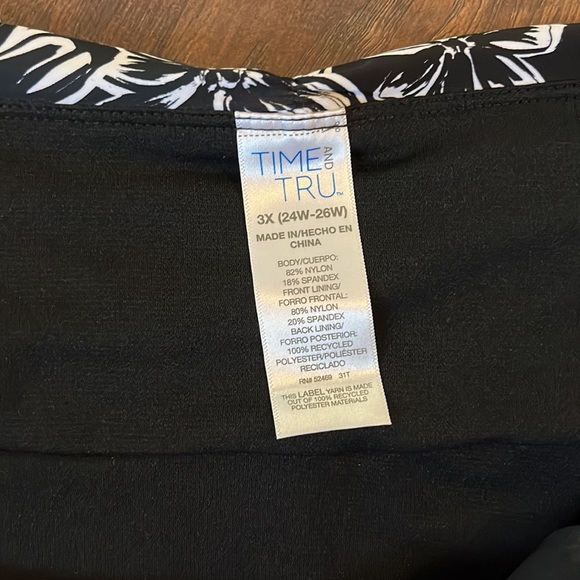 TIME AND
TRU™
3X (24W-26W)
MADE IN/HECHO EN
CHINA
BODY/CUERPO:
82% NYLON
18% SPANDEX
FRONT LINING/
FORRO FRONTAL:
80% NYLON
20% SPANDEX
BACK LINING/
FORRO POSTERIOR:
100% RECYCLED
POLYESTER/POLIÉSTER
RECICLADO
RN# 52469 31T
THIS LABEL YARN IS MADE
OUT OF 100% RECYCLED
POLYESTER MATERIALS